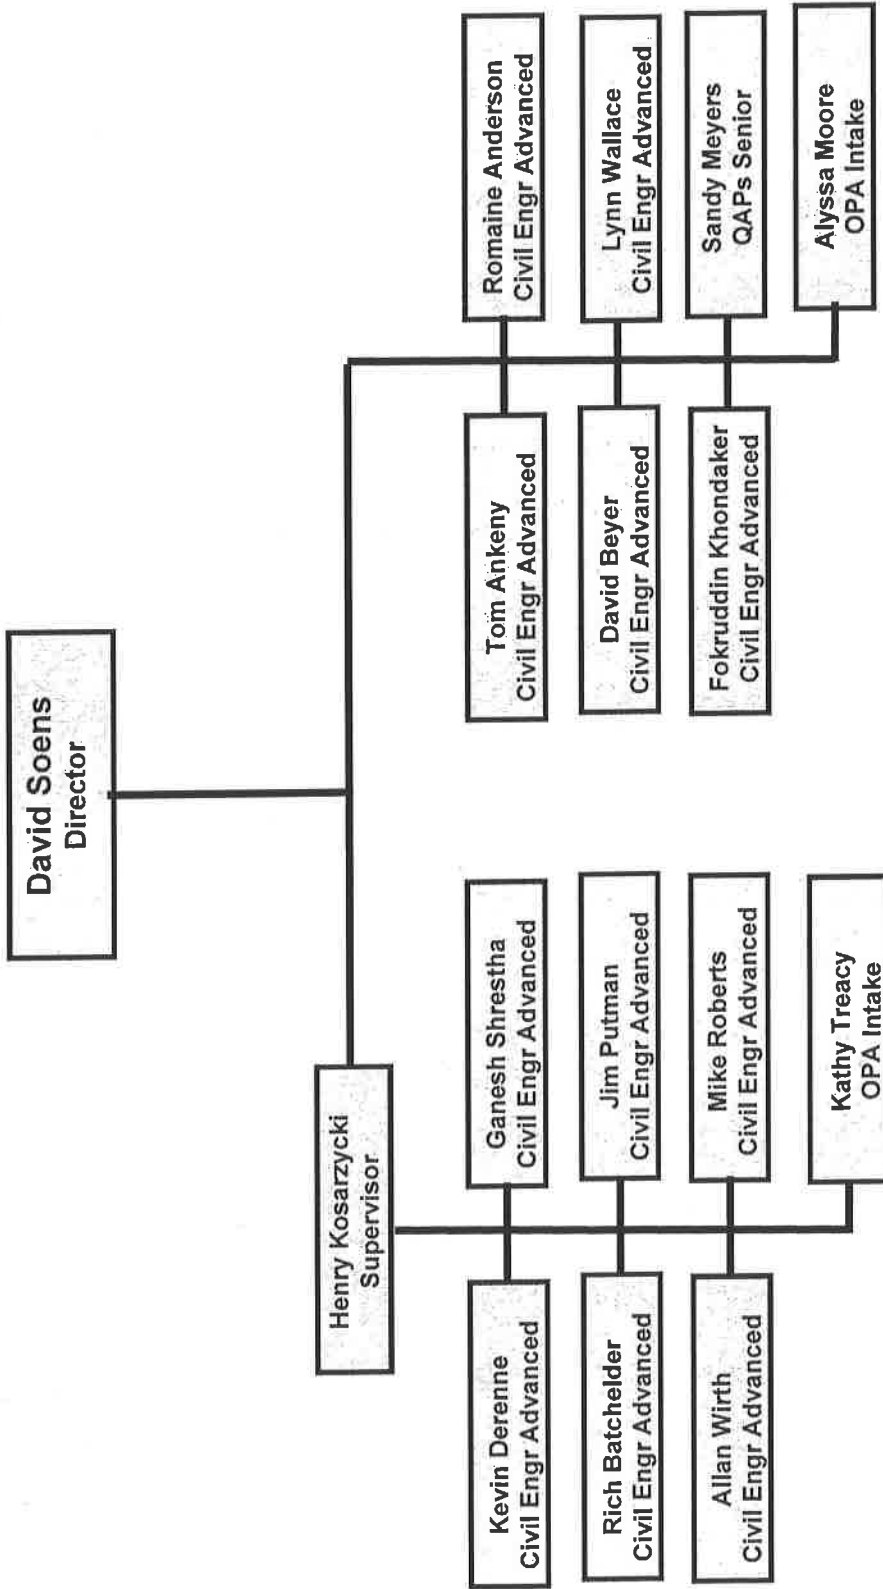 David Soens
Director
Henry Kosarzycki
Supervisor
Kevin Derenne
Civil Engr Advanced
Ganesh Shrestha
Civil Engr Advanced
Tom Ankeny
Civil Engr Advanced
Romaine Anderson
Civil Engr Advanced
Rich Batchelder
Civil Engr Advanced
Jim Putman
Civil Engr Advanced
David Beyer
Civil Engr Advanced
Lynn Wallace
Civil Engr Advanced
Allan Wirth
Civil Engr Advanced
Mike Roberts
Civil Engr Advanced
Fokruddin Khondaker
Civil Engr Advanced
Sandy Meyers
QAPs Senior
Kathy Treacy
OPA Intake
Alyssa Moore
OPA Intake